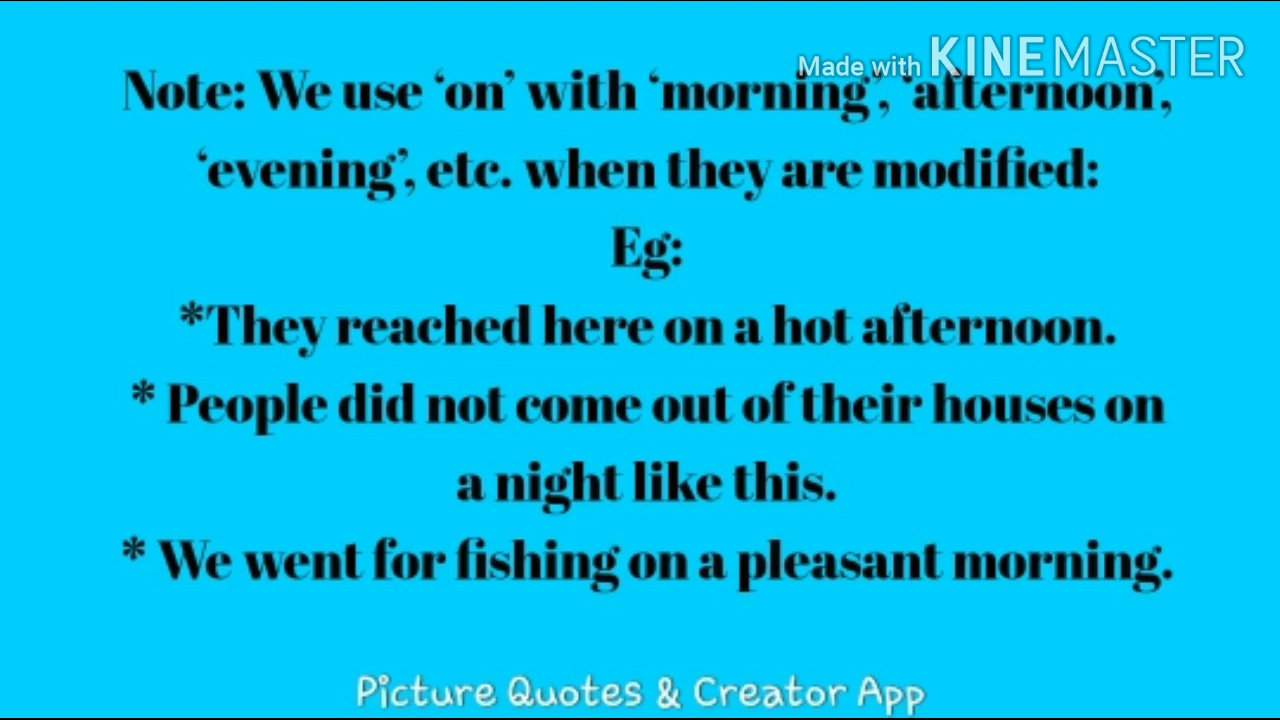 Made with KINEMASTER
Note: We use ‘on’ with ‘morning’, ‘afternoon’,
‘evening’, etc. when they are modified:
Eg:
*They reached here on a hot afternoon.
* People did not come out of their houses on
a night like this.
* We went for fishing on a pleasant morning.
Picture Quotes & Creator App